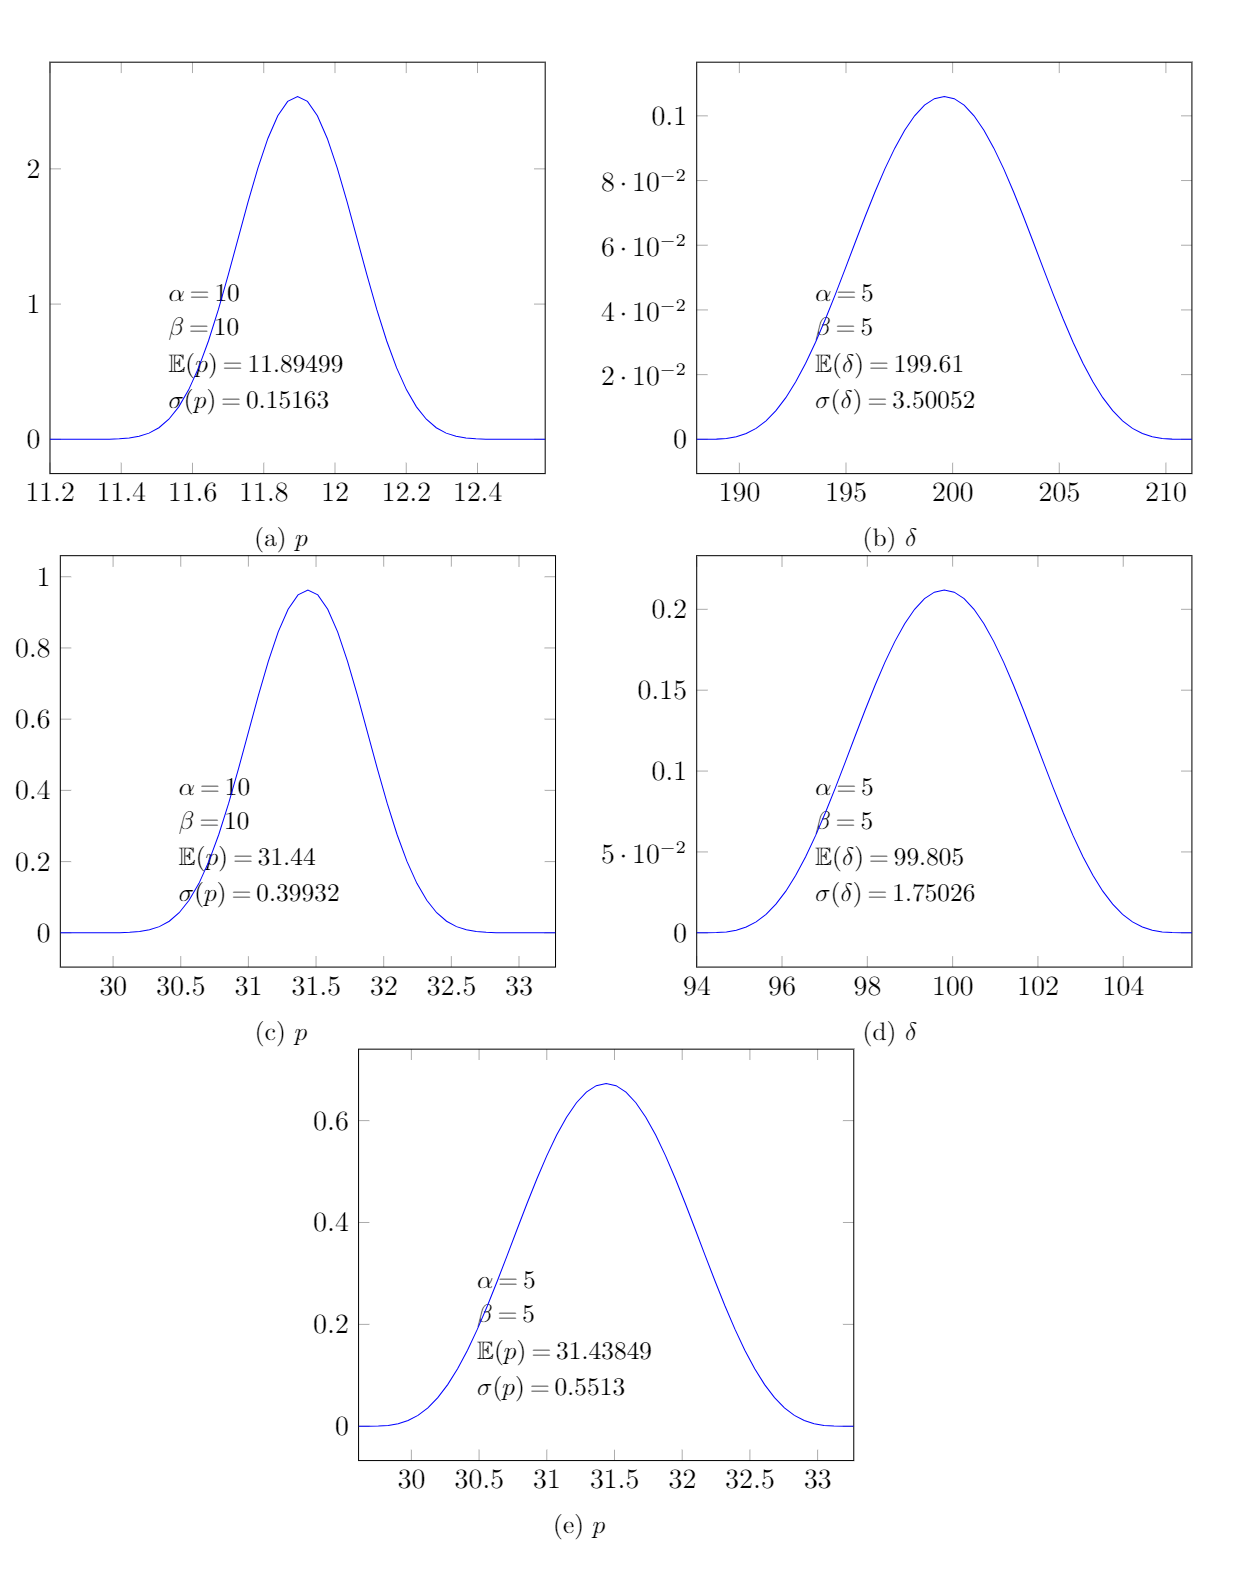 2
1
0
α = 10
β = 10
𝔼(p) = 11.89499
σ(p) = 0.15163
11.2 11.4 11.6 11.8 12 12.2 12.4
(a) p
0.1
8 · 10⁻²
6 · 10⁻²
4 · 10⁻²
2 · 10⁻²
0
α = 5
β = 5
𝔼(δ) = 199.61
σ(δ) = 3.50052
190 195 200 205 210
(b) δ
1
0.8
0.6
0.4
0.2
0
α = 10
β = 10
𝔼(p) = 31.44
σ(p) = 0.39932
30 30.5 31 31.5 32 32.5 33
(c) p
0.2
0.15
0.1
5 · 10⁻²
0
α = 5
β = 5
𝔼(δ) = 99.805
σ(δ) = 1.75026
94 96 98 100 102 104
(d) δ
0.6
0.4
0.2
0
α = 5
β = 5
𝔼(p) = 31.43849
σ(p) = 0.5513
30 30.5 31 31.5 32 32.5 33
(e) p